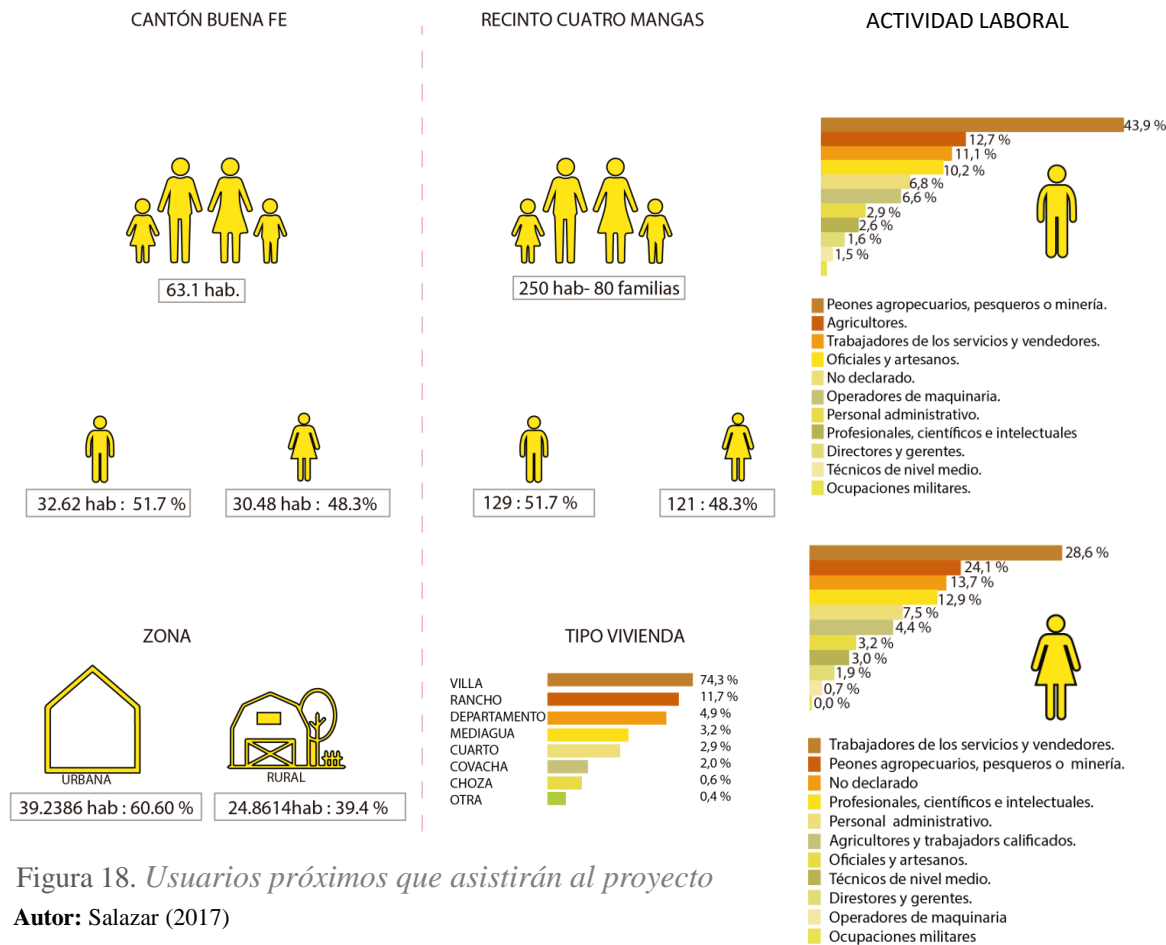 CANTÓN BUENA FE
63.1 hab.
32.62 hab : 51.7 %
30.48 hab : 48.3%
ZONA
URBANA
39.2386 hab : 60.60 %
RURAL
24.8614hab : 39.4 %
RECINTO CUATRO MANGAS
250 hab- 80 familias
129 : 51.7 %
121 : 48.3%
TIPO VIVIENDA
VILLA 74,3 %
RANCHO 11,7 %
DEPARTAMENTO 4,9 %
MEDIAGUA 3,2 %
CUARTO 2,9 %
COVACHA 2,0 %
CHOZA 0,6 %
OTRA 0,4 %
ACTIVIDAD LABORAL
43,9 %
12,7 %
11,1 %
10,2 %
6,8 %
6,6 %
2,9 %
2,6 %
1,6 %
1,5 %
Peones agropecuarios, pesqueros o minería.
Agricultores.
Trabajadores de los servicios y vendedores.
Oficiales y artesanos.
No declarado.
Operadores de maquinaria.
Personal administrativo.
Profesionales, científicos e intelectuales
Directores y gerentes.
Técnicos de nivel medio.
Ocupaciones militares.
28,6 %
24,1 %
13,7 %
12,9 %
7,5 %
4,4 %
3,2 %
3,0 %
1,9 %
0,7 %
0,0 %
Trabajadores de los servicios y vendedores.
Peones agropecuarios, pesqueros o minería.
No declarado
Profesionales, científicos e intelectuales.
Personal administrativo.
Agricultores y trabajadors calificados.
Oficiales y artesanos.
Técnicos de nivel medio.
Direstores y gerentes.
Operadores de maquinaria
Ocupaciones militares
Figura 18. Usuarios próximos que asistirán al proyecto
Autor: Salazar (2017)